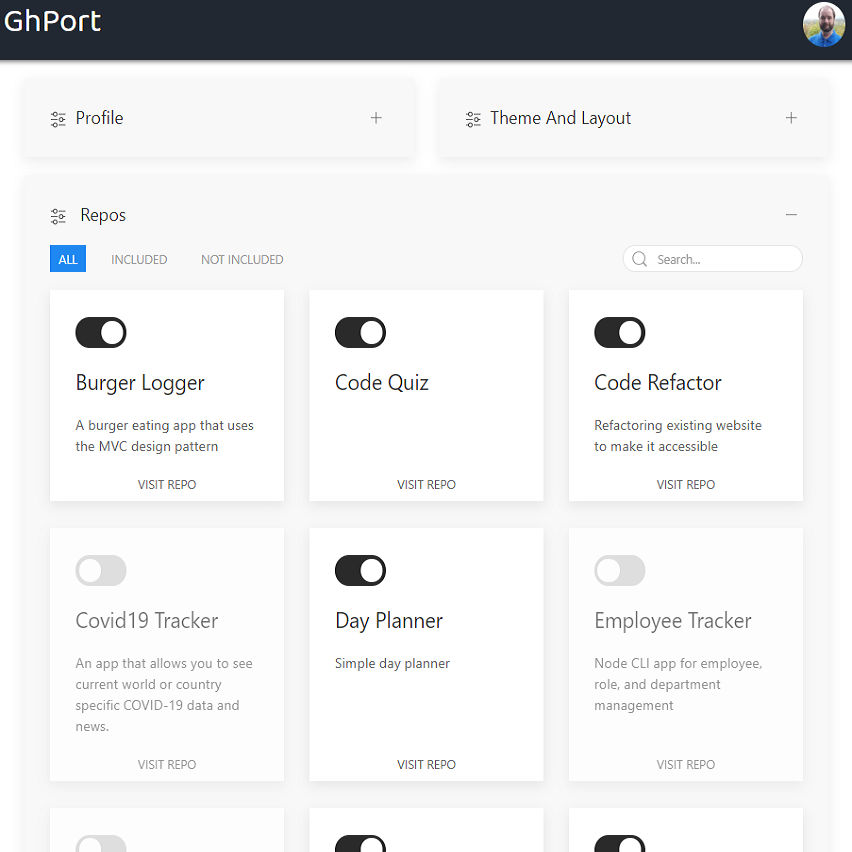 GhPort
Profile
Theme And Layout
Repos
ALL INCLUDED NOT INCLUDED Search...
Burger Logger
A burger eating app that uses
the MVC design pattern
VISIT REPO
Code Quiz
VISIT REPO
Code Refactor
Refactoring existing website
to make it accessible
VISIT REPO
Covid19 Tracker
An app that allows you to see
current world or country
specific COVID-19 data and
news.
VISIT REPO
Day Planner
Simple day planner
VISIT REPO
Employee Tracker
Node CLI app for employee,
role, and department
management
VISIT REPO